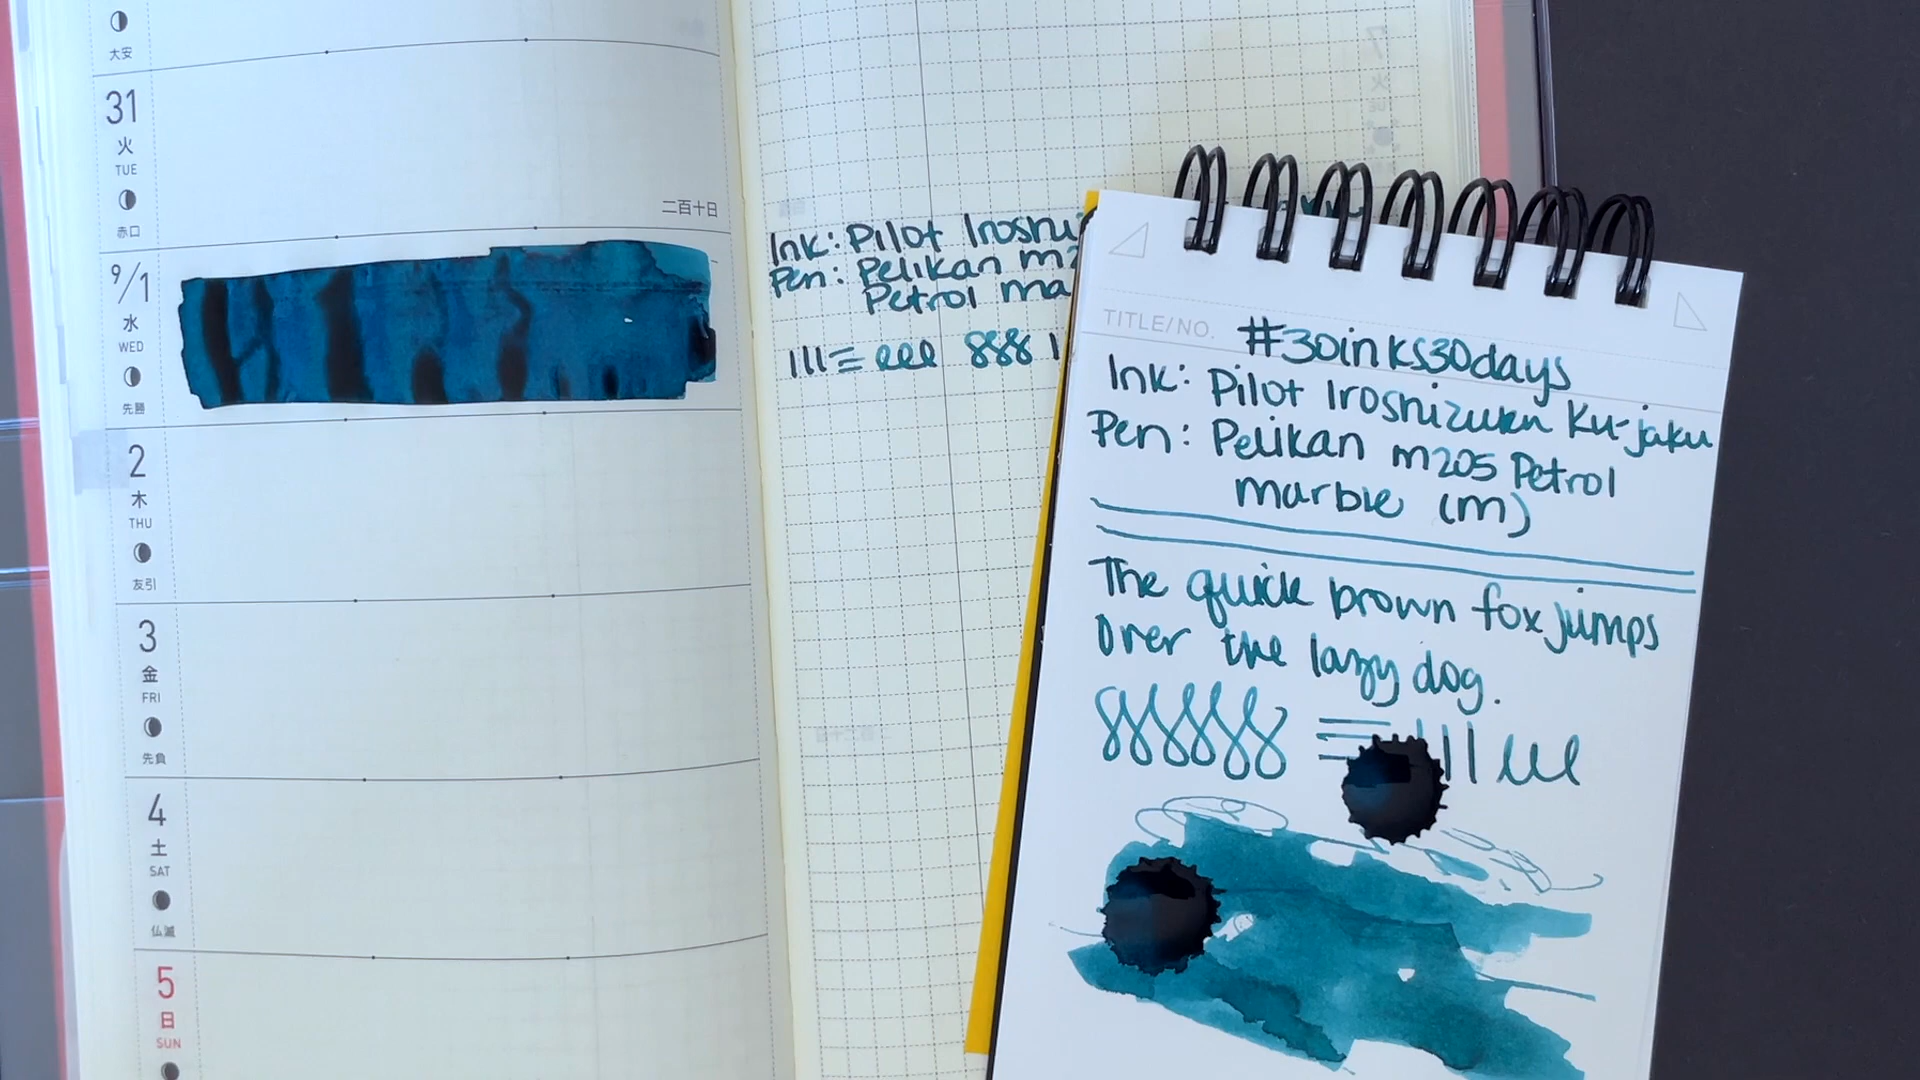 大安
31
火
TUE
赤口
二百十日
9/1
水
WED
先勝
2
木
THU
友引
3
金
FRI
先負
4
土
SAT
仏滅
5
日
SUN
Ink: Pilot Iroshizu
Pen: Pelikan m2
Petrol ma
TITLE/NO.
#30inks30days
Ink: Pilot Iroshizuku Ku-jaku
Pen: Pelikan m205 Petrol
marble (m)
The quick brown fox jumps
over the lazy dog.